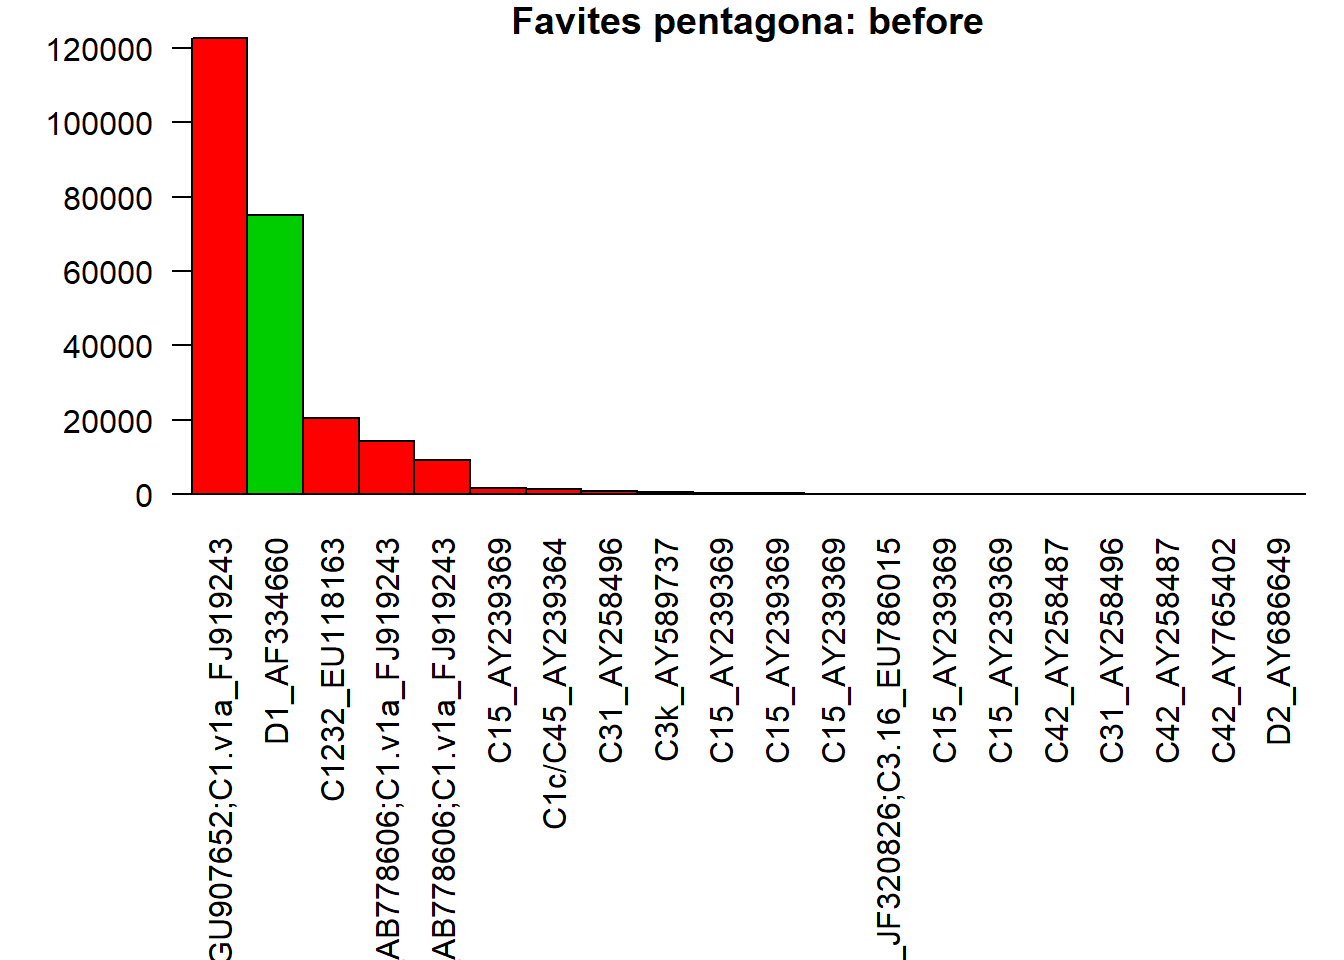 Favites pentagona: before
120000
100000
80000
60000
40000
20000
0
GU907652;C1.v1a_FJ919243
D1_AF334660
C1232_EU118163
AB778606;C1.v1a_FJ919243
AB778606;C1.v1a_FJ919243
C15_AY239369
C1c/C45_AY239364
C31_AY258496
C3k_AY589737
C15_AY239369
C15_AY239369
C15_AY239369
_JF320826;C3.16_EU786015
C15_AY239369
C15_AY239369
C42_AY258487
C31_AY258496
C42_AY258487
C42_AY765402
D2_AY686649